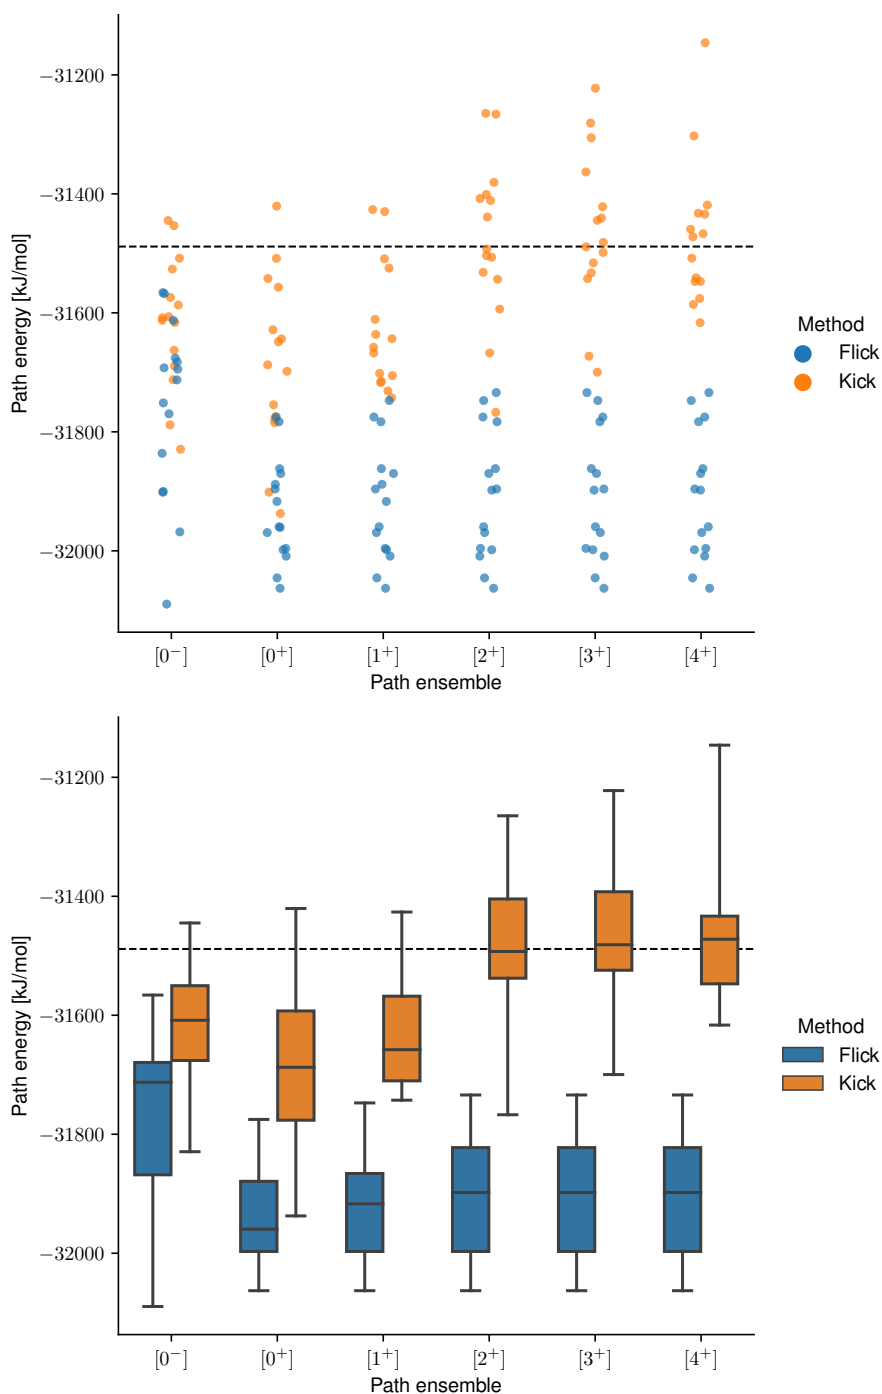 −31200
−31400
−31600
−31800
−32000
Path energy [kJ/mol]
[0⁻]
[0⁺]
[1⁺]
[2⁺]
[3⁺]
[4⁺]
Path ensemble
Method
Flick
Kick
−31200
−31400
−31600
−31800
−32000
Path energy [kJ/mol]
[0⁻]
[0⁺]
[1⁺]
[2⁺]
[3⁺]
[4⁺]
Path ensemble
Method
Flick
Kick